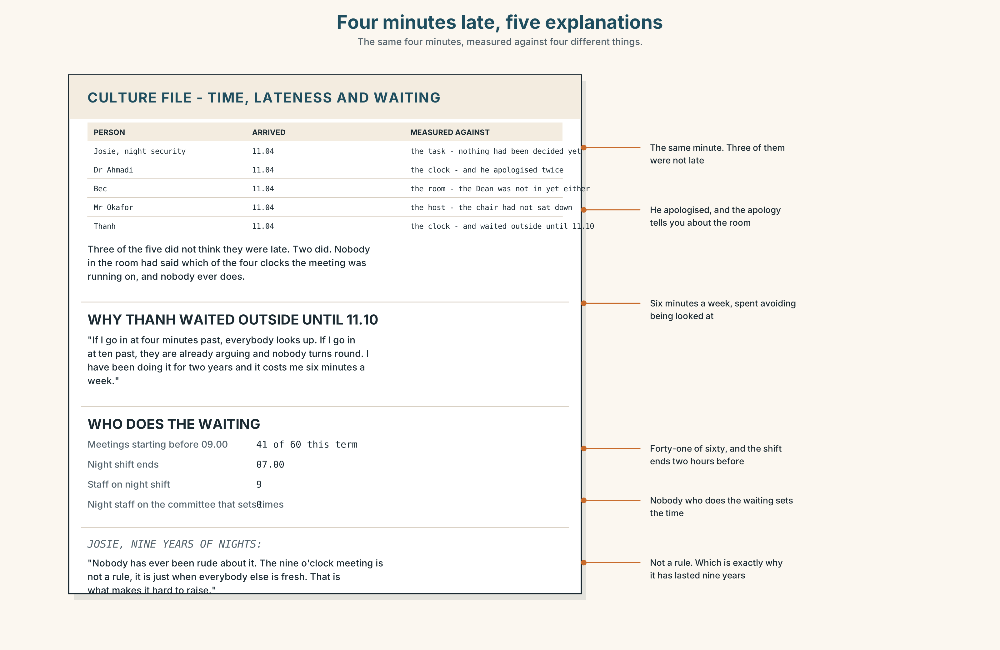 Four minutes late, five explanations
The same four minutes, measured against four different things.
CULTURE FILE - TIME, LATENESS AND WAITING
PERSON ARRIVED MEASURED AGAINST
Josie, night security 11.04 the task - nothing had been decided yet
Dr Ahmadi 11.04 the clock - and he apologised twice
Bec 11.04 the room - the Dean was not in yet either
Mr Okafor 11.04 the host - the chair had not sat down
Thanh 11.04 the clock - and waited outside until 11.10
Three of the five did not think they were late. Two did. Nobody
in the room had said which of the four clocks the meeting was
running on, and nobody ever does.
WHY THANH WAITED OUTSIDE UNTIL 11.10
"If I go in at four minutes past, everybody looks up. If I go in
at ten past, they are already arguing and nobody turns round. I
have been doing it for two years and it costs me six minutes a
week."
WHO DOES THE WAITING
Meetings starting before 09.00 41 of 60 this term
Night shift ends 07.00
Staff on night shift 9
Night staff on the committee that sets times 0
JOSIE, NINE YEARS OF NIGHTS:
"Nobody has ever been rude about it. The nine o'clock meeting is
not a rule, it is just when everybody else is fresh. That is
what makes it hard to raise."
The same minute. Three of them
were not late
He apologised, and the apology
tells you about the room
Six minutes a week, spent avoiding
being looked at
Forty-one of sixty, and the shift
ends two hours before
Nobody who does the waiting sets
the time
Not a rule. Which is exactly why
it has lasted nine years